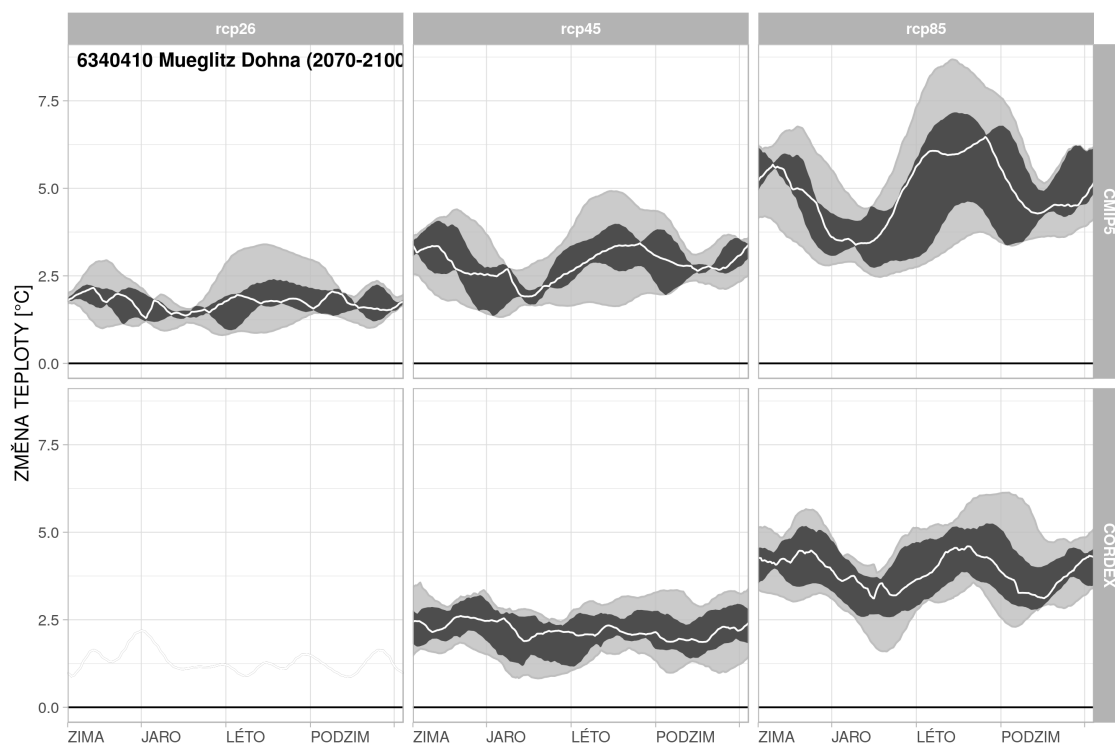 rcp26 rcp45 rcp85
6340410 Mueglitz Dohna (2070-2100
ZMĚNA TEPLOTY [°C]
7.5
5.0
2.5
0.0
CMIP5
7.5
5.0
2.5
0.0
CORDEX
ZIMA JARO LÉTO PODZIM ZIMA JARO LÉTO PODZIM ZIMA JARO LÉTO PODZIM